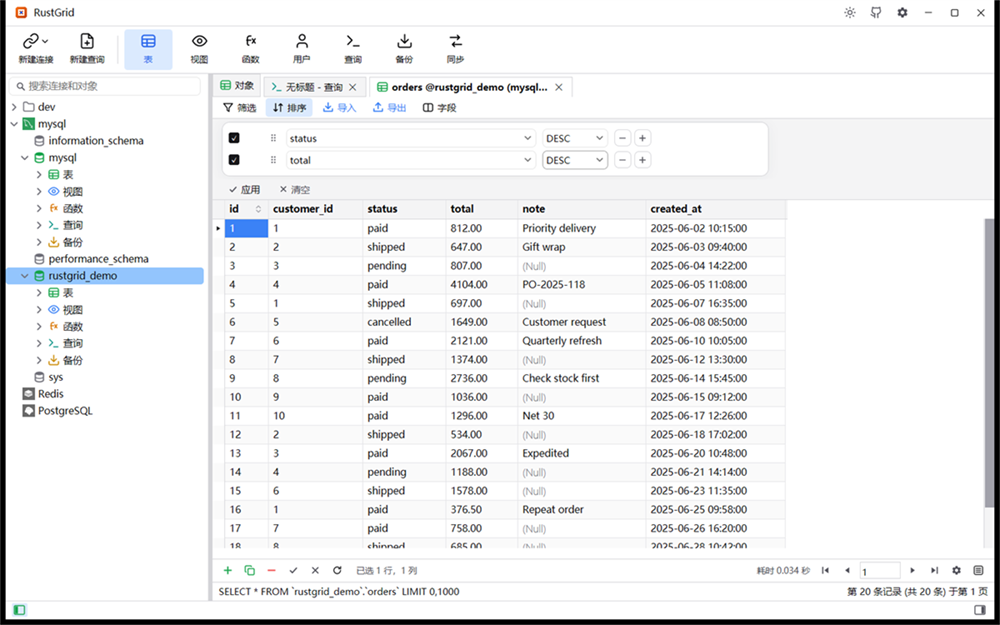 RustGrid
新建连接 新建查询 表 视图 函数 用户 查询 备份 同步
搜索连接和对象
dev
mysql
information_schema
mysql
表
视图
函数
查询
备份
performance_schema
rustgrid_demo
表
视图
函数
查询
备份
sys
Redis
PostgreSQL
对象 无标题 - 查询 orders @rustgrid_demo (mysql...
筛选 排序 导入 导出 字段
status DESC
total DESC
应用 清空
id customer_id status total note created_at
1 1 paid 812.00 Priority delivery 2025-06-02 10:15:00
2 2 shipped 647.00 Gift wrap 2025-06-03 09:40:00
3 3 pending 807.00 (Null) 2025-06-04 14:22:00
4 4 paid 4104.00 PO-2025-118 2025-06-05 11:08:00
5 1 shipped 697.00 (Null) 2025-06-07 16:35:00
6 5 cancelled 1649.00 Customer request 2025-06-08 08:50:00
7 6 paid 2121.00 Quarterly refresh 2025-06-10 10:05:00
8 7 shipped 1374.00 (Null) 2025-06-12 13:30:00
9 8 pending 2736.00 Check stock first 2025-06-14 15:45:00
10 9 paid 1036.00 (Null) 2025-06-15 09:12:00
11 10 paid 1296.00 Net 30 2025-06-17 12:26:00
12 2 shipped 534.00 (Null) 2025-06-18 17:02:00
13 3 paid 2067.00 Expedited 2025-06-20 10:48:00
14 4 pending 1188.00 (Null) 2025-06-21 14:14:00
15 6 shipped 1578.00 (Null) 2025-06-23 11:35:00
16 1 paid 376.50 Repeat order 2025-06-25 09:58:00
17 7 paid 758.00 (Null) 2025-06-26 16:20:00
18 8 shipped 685.00 (Null) 2025-06-28 10:42:00
已选 1 行，1 列 耗时 0.034 秒 1
SELECT * FROM `rustgrid_demo`.`orders` LIMIT 0,1000 第 20 条记录 (共 20 条) 于第 1 页